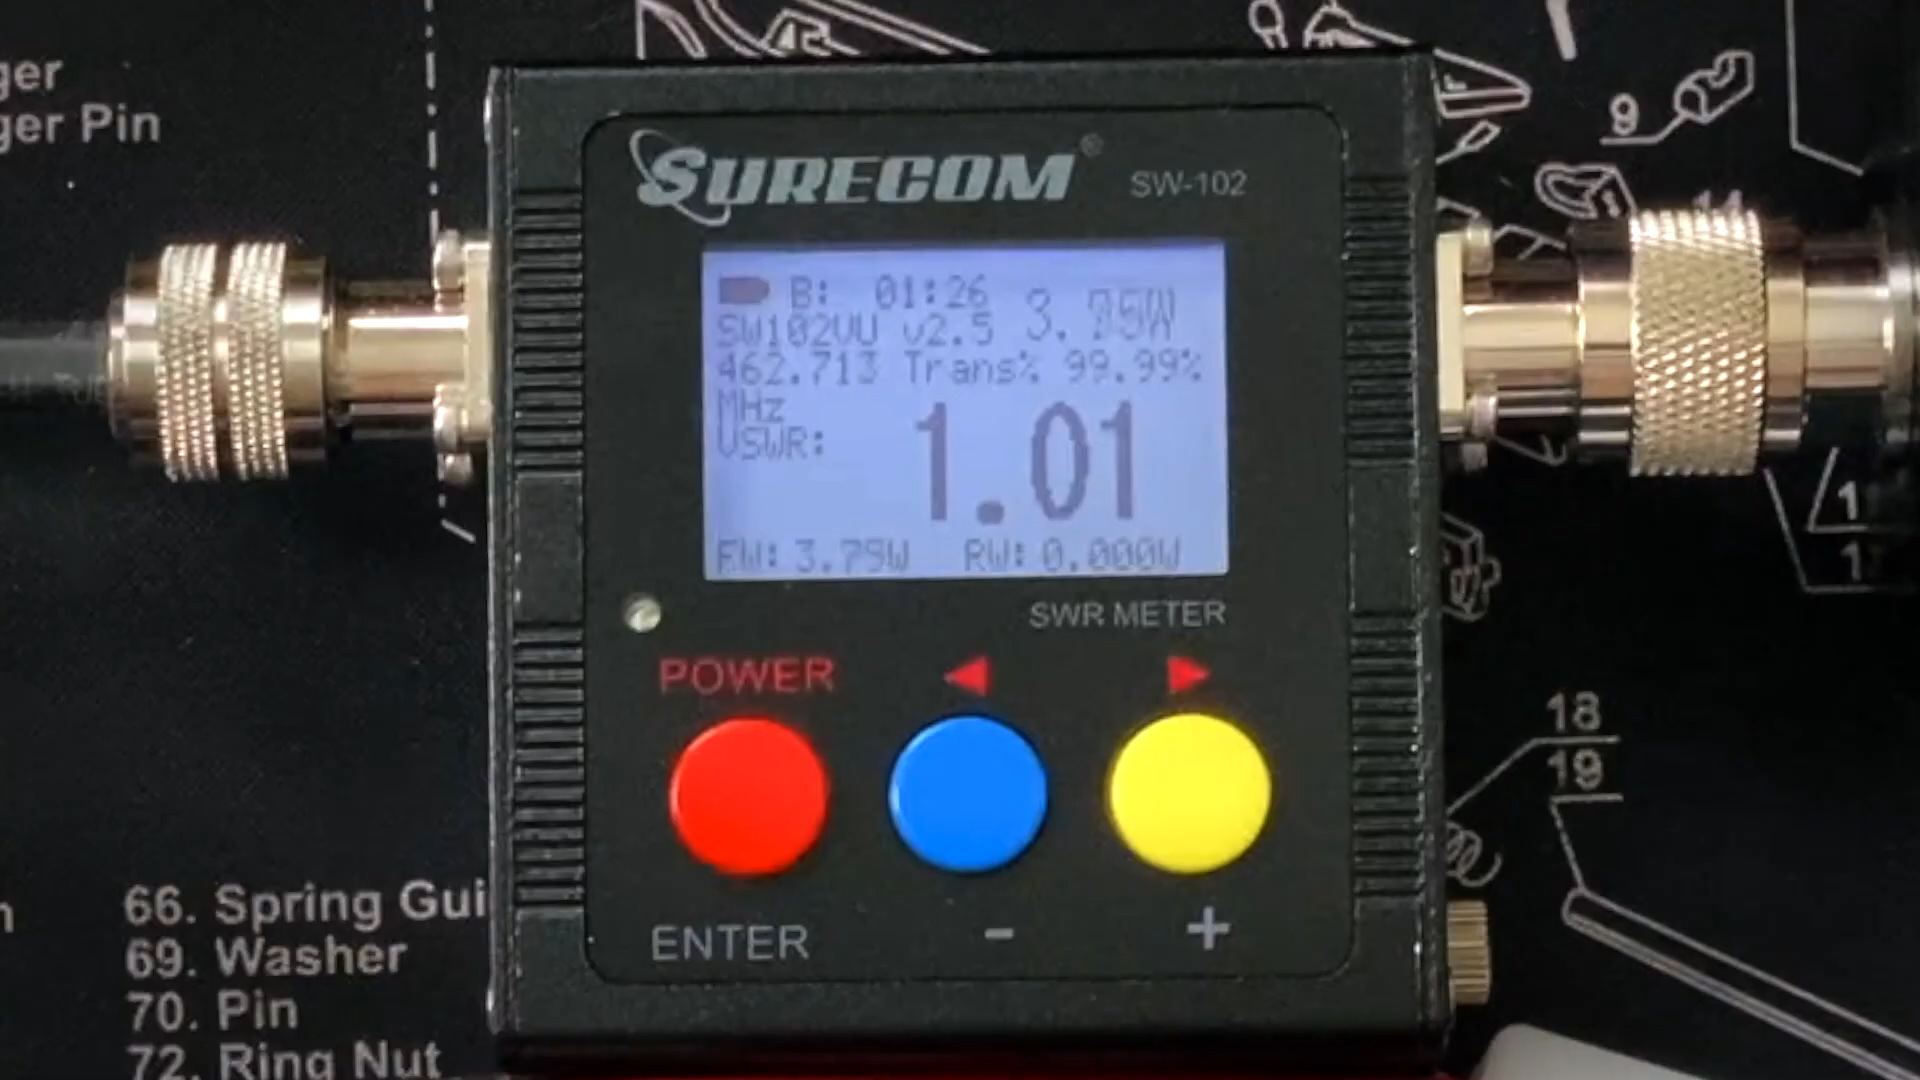 ger
ger Pin
9
SURECOM®
SW-102
B: 01:26
SW102VU v2.5
462.713 Trans% 99.99%
MHz
VSWR:
1.01
FW: 3.79W RW: 0.000W
SWR METER
POWER
ENTER
-
+
18
19
66. Spring Gui
69. Washer
70. Pin
72. Ring Nut